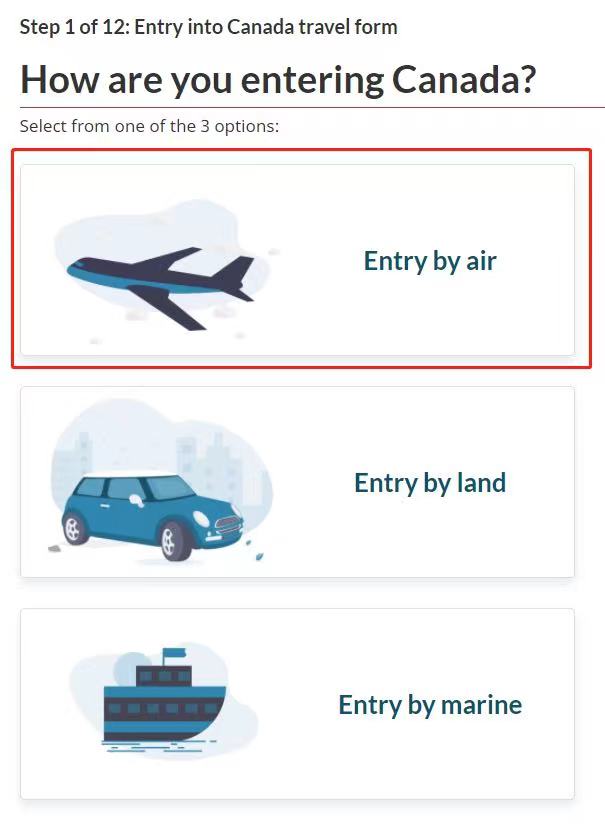 Step 1 of 12: Entry into Canada travel form
How are you entering Canada?
Select from one of the 3 options:
Entry by air
Entry by land
Entry by marine